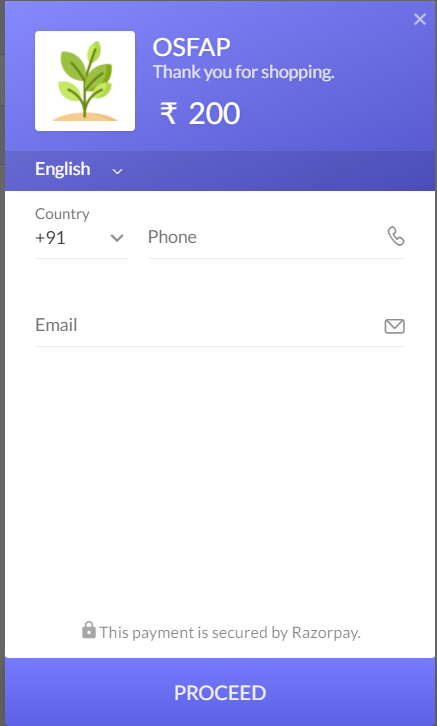 OSFAP
Thank you for shopping.
₹ 200
English
Country
+91
Phone
Email
This payment is secured by Razorpay.
PROCEED